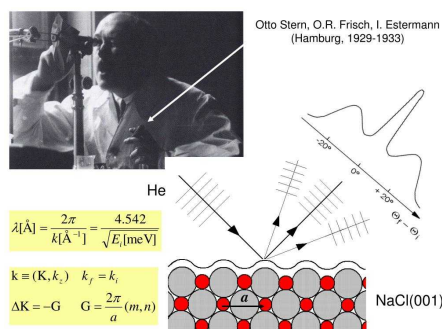 Otto Stern, O.R. Frisch, I. Estermann
(Hamburg, 1929-1933)
-20°
0°
+ 20°
Θf – Θi
He
λ[Å] = 2π / k[Å⁻¹] = 4.542 / √Ei[meV]
k ≡ (K, kz) kf = ki
ΔK = −G G = 2π/a (m, n)
a
NaCl(001)